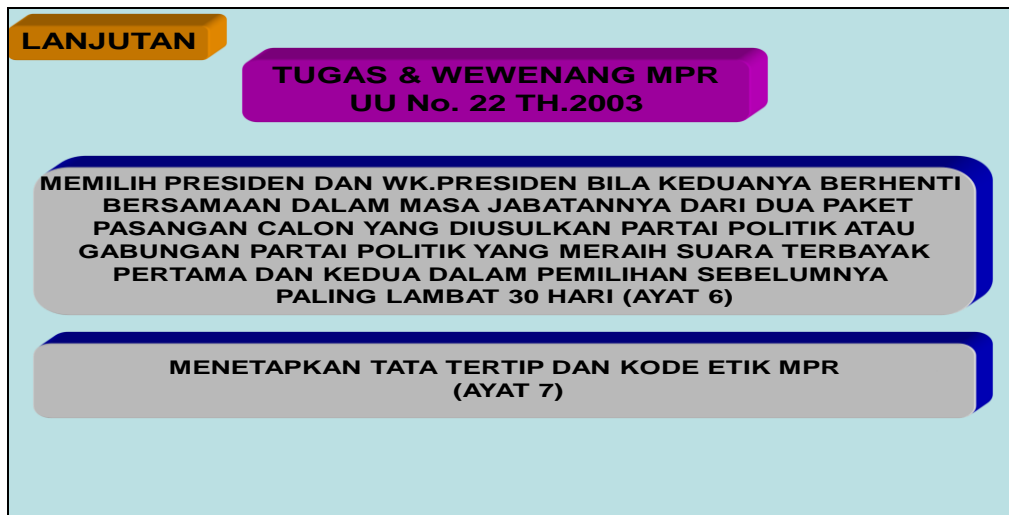 LANJUTAN
TUGAS & WEWENANG MPR
UU No. 22 TH.2003
MEMILIH PRESIDEN DAN WK.PRESIDEN BILA KEDUANYA BERHENTI
BERSAMAAN DALAM MASA JABATANNYA DARI DUA PAKET
PASANGAN CALON YANG DIUSULKAN PARTAI POLITIK ATAU
GABUNGAN PARTAI POLITIK YANG MERAIH SUARA TERBAYAK
PERTAMA DAN KEDUA DALAM PEMILIHAN SEBELUMNYA
PALING LAMBAT 30 HARI (AYAT 6)
MENETAPKAN TATA TERTIP DAN KODE ETIK MPR
(AYAT 7)